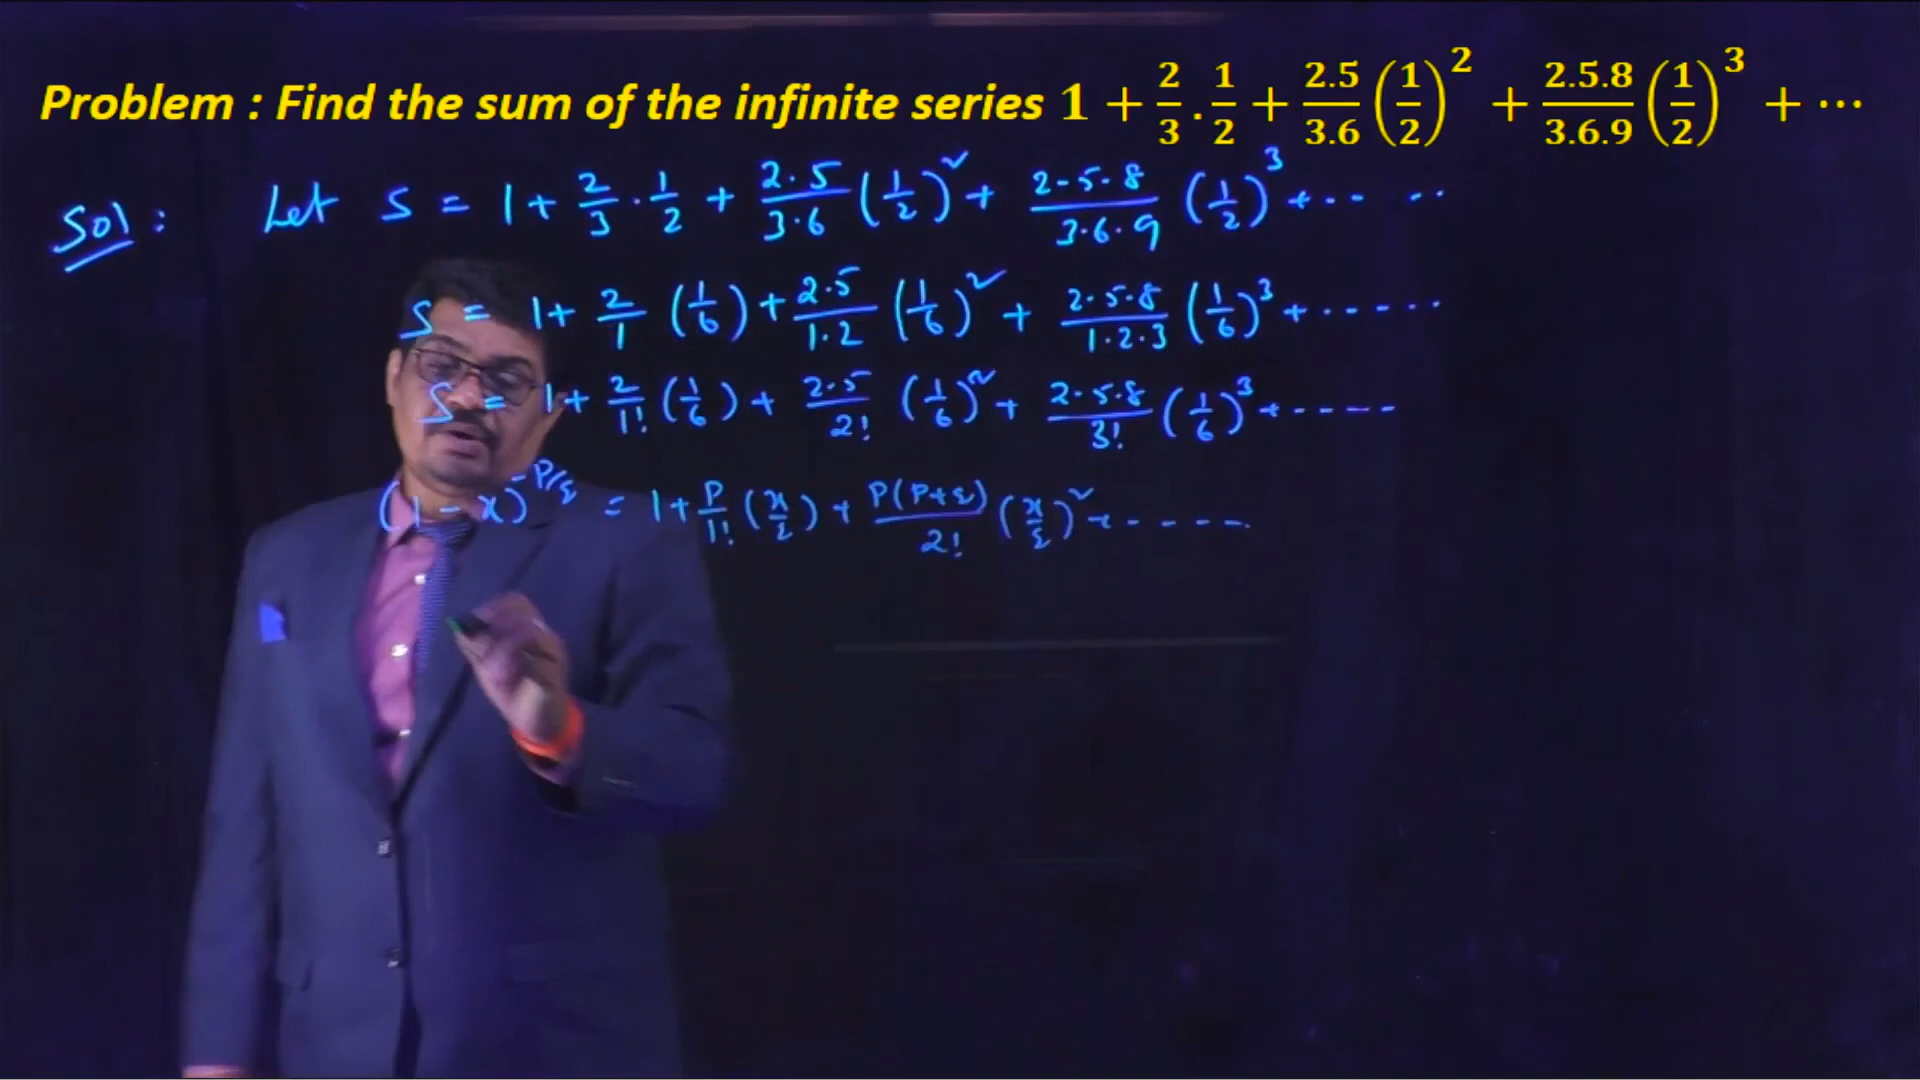 Problem : Find the sum of the infinite series 1 + 2/3 . 1/2 + 2.5/3.6 (1/2)^2 + 2.5.8/3.6.9 (1/2)^3 + ⋯
Sol : Let S = 1 + 2/3 · 1/2 + 2·5/3·6 (1/2)^2 + 2·5·8/3·6·9 (1/2)^3 + ·····
S = 1 + 2/1 (1/6) + 2·5/1·2 (1/6)^2 + 2·5·8/1·2·3 (1/6)^3 + ······
S = 1 + 2/1! (1/6) + 2·5/2! (1/6)^2 + 2·5·8/3! (1/6)^3 + ----
(1 - x)^-P/q = 1 + P/1! (x/q) + P(P+q)/2! (x/q)^2 + -----